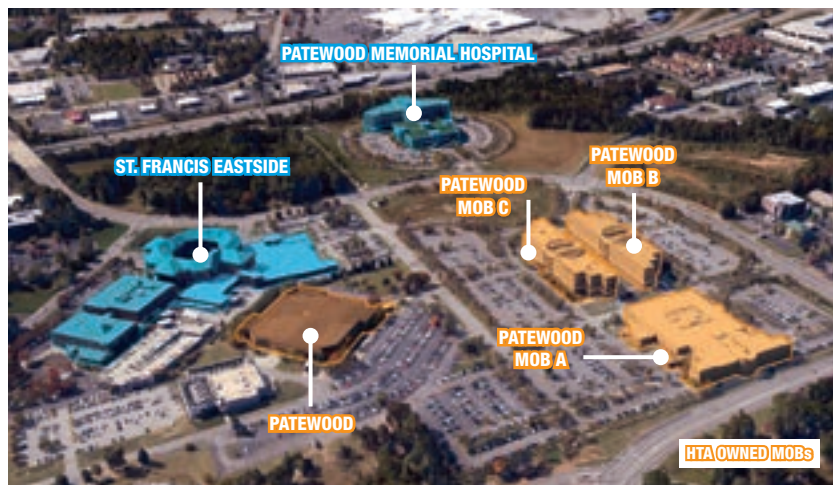 PATEWOOD MEMORIAL HOSPITAL
ST. FRANCIS EASTSIDE
PATEWOOD
MOB C
PATEWOOD
MOB B
PATEWOOD
MOB A
PATEWOOD
HTA OWNED MOBs